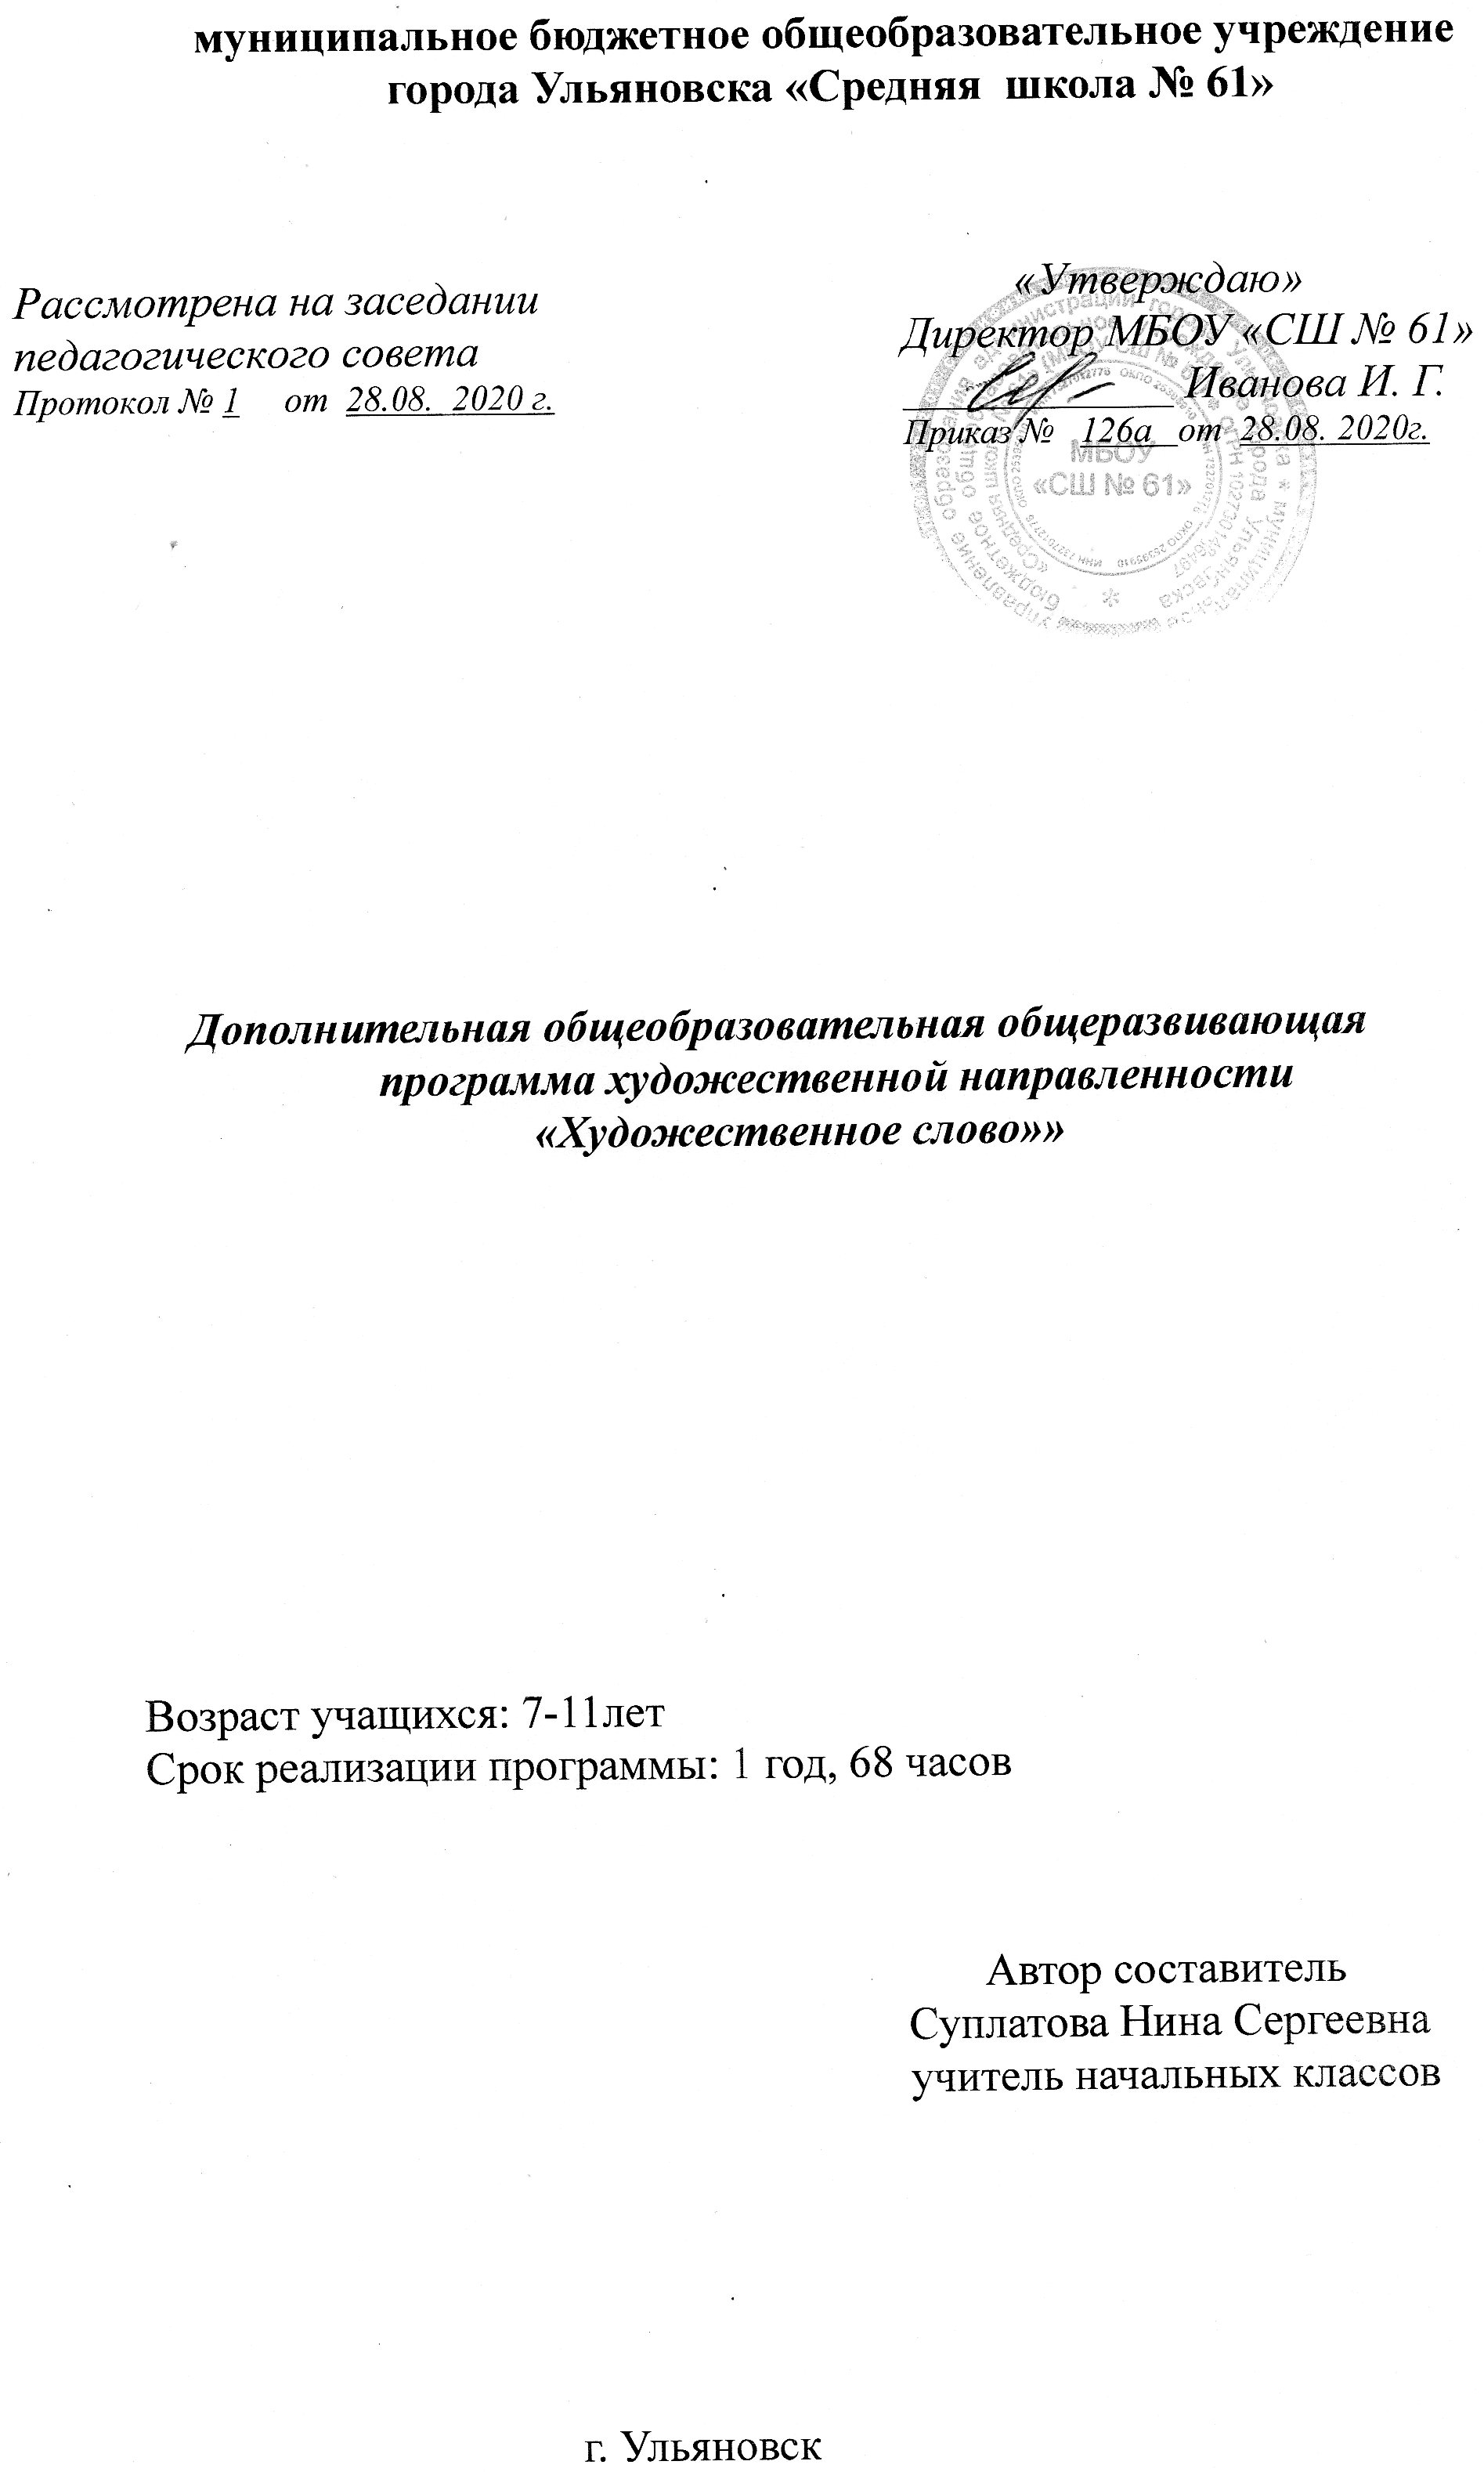 муниципальное бюджетное общеобразовательное учреждение
города Ульяновска «Средняя школа № 61»
Рассмотрена на заседании
педагогического совета
Протокол № 1 от 28.08. 2020 г.
«Утверждаю»
Директор МБОУ «СШ № 61»
Иванова И. Г.
Приказ № 126а от 28.08. 2020г.
МБОУ
«СШ № 61»
Дополнительная общеобразовательная общеразвивающая
программа художественной направленности
«Художественное слово»»
Возраст учащихся: 7-11лет
Срок реализации программы: 1 год, 68 часов
Автор составитель
Суплатова Нина Сергеевна
учитель начальных классов
г. Ульяновск